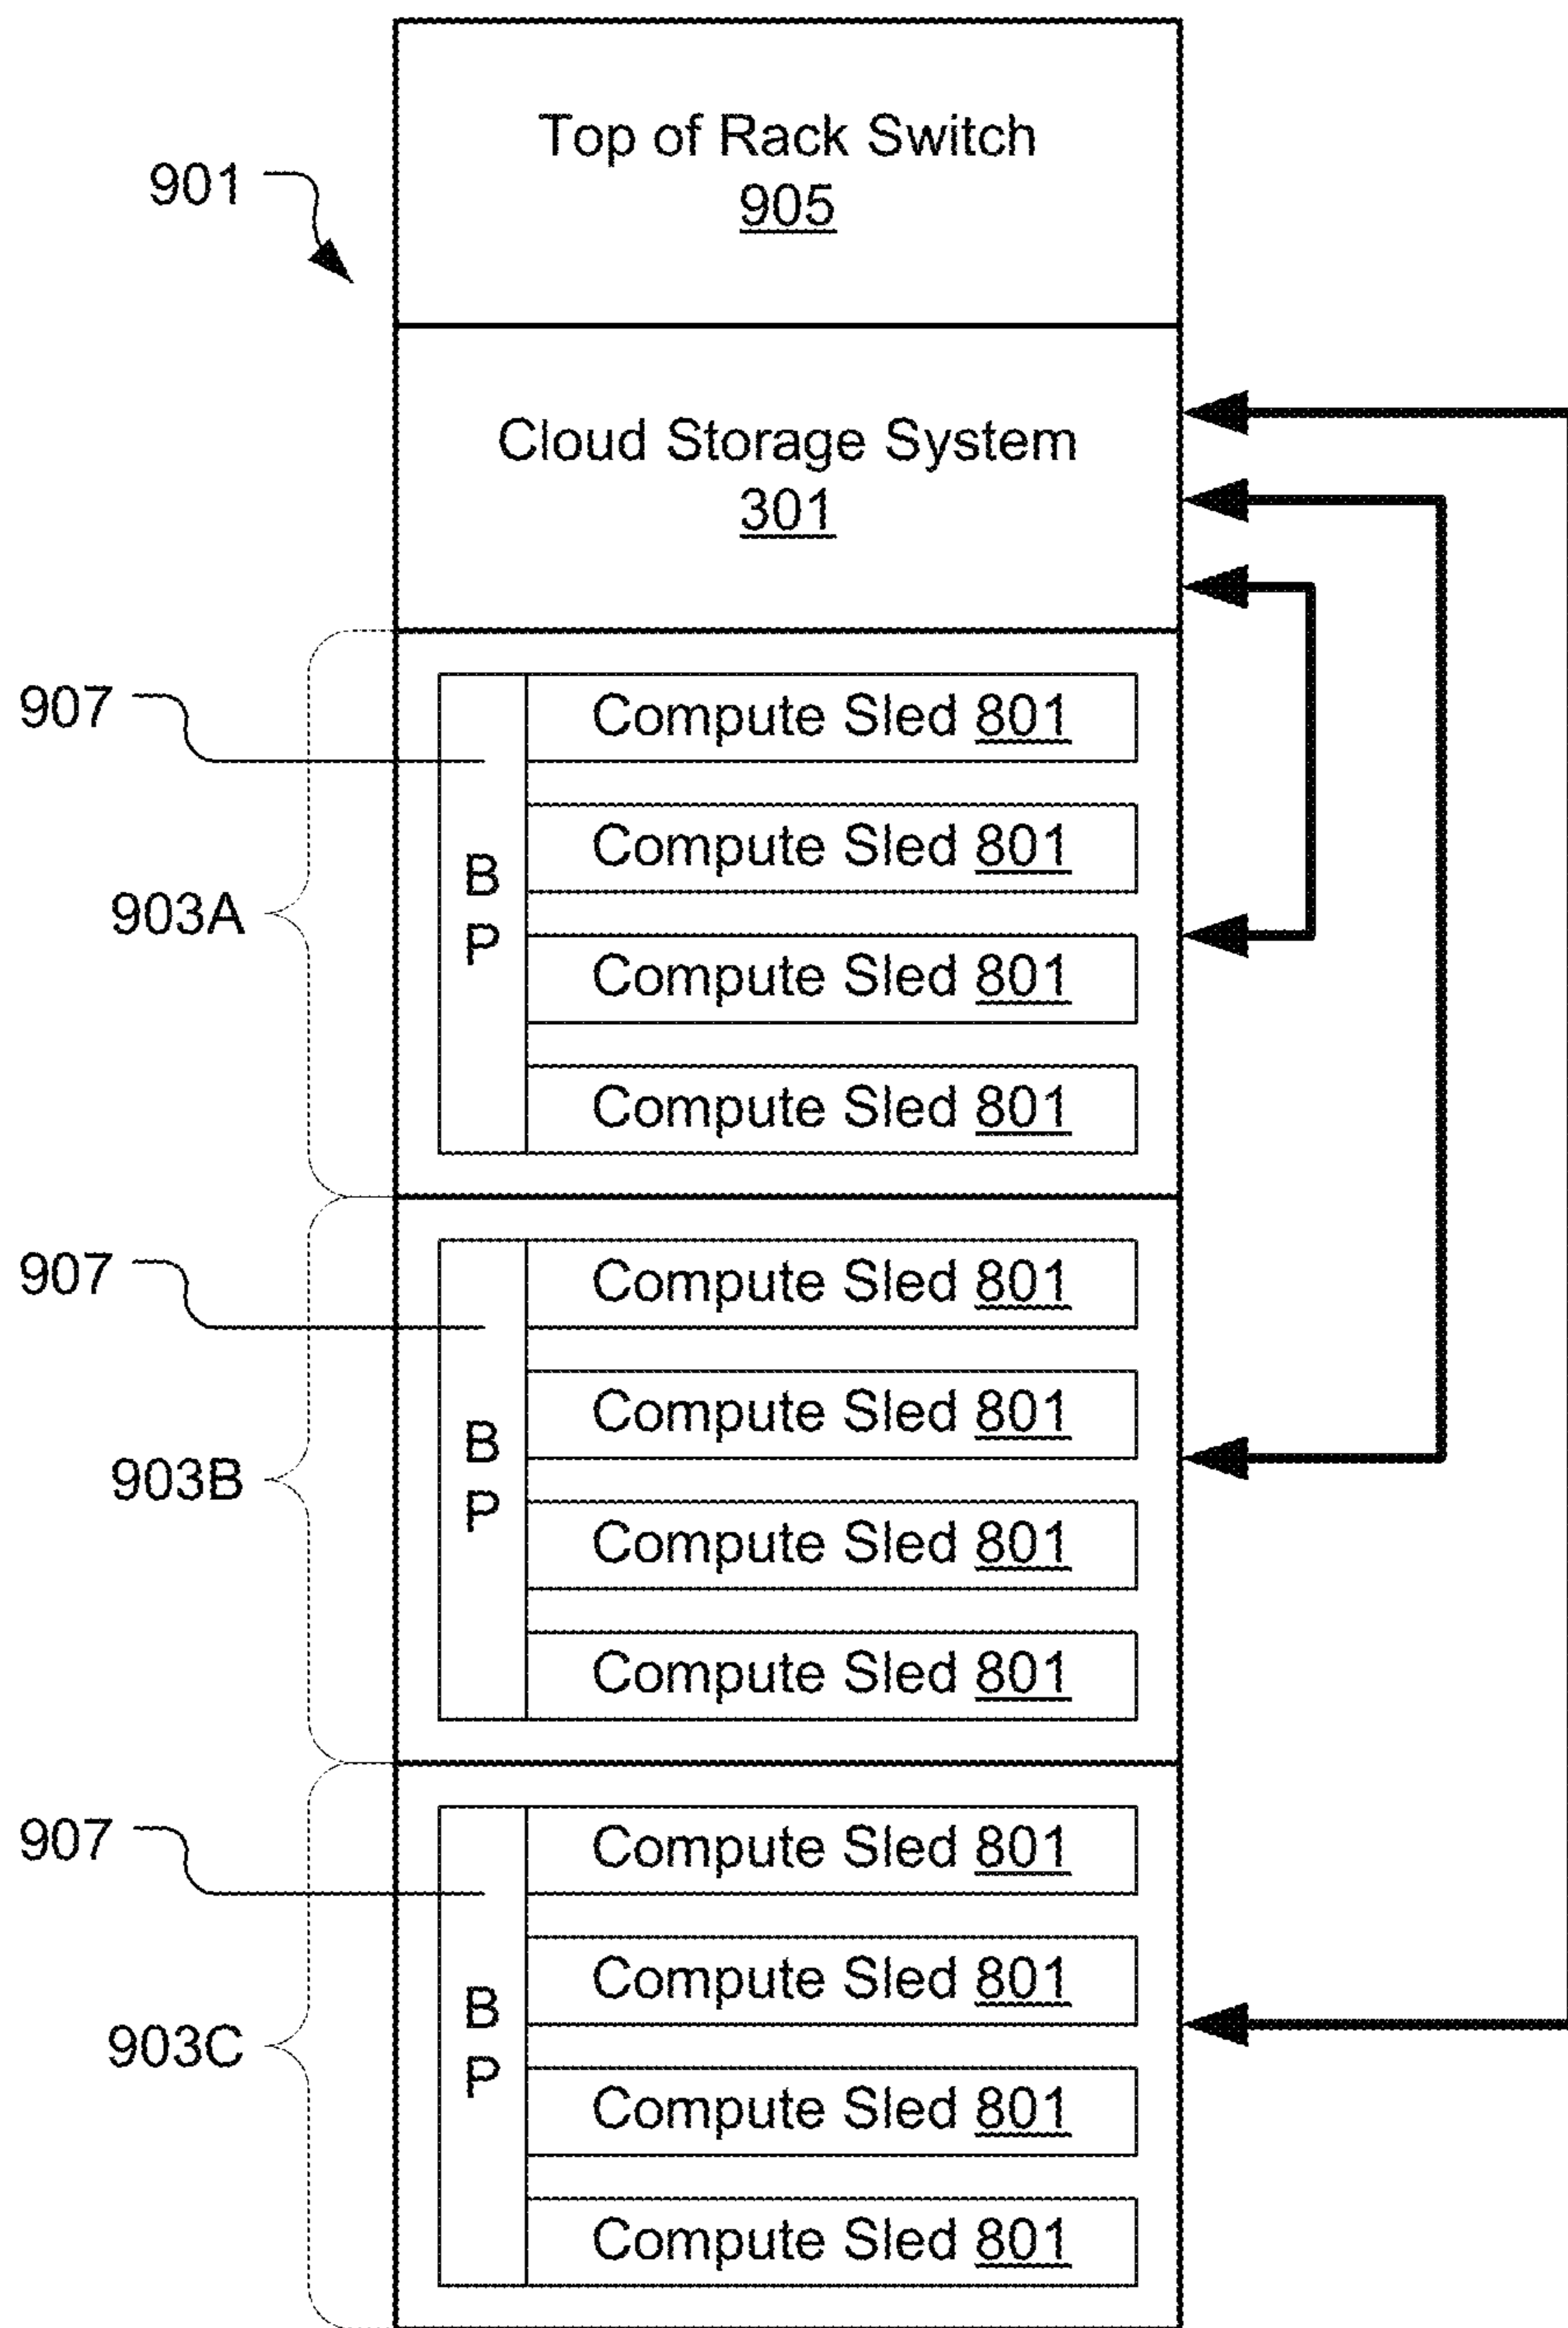 Top of Rack Switch
905
901
Cloud Storage System
301
907
Compute Sled 801
Compute Sled 801
B
P
903A
Compute Sled 801
Compute Sled 801
907
Compute Sled 801
Compute Sled 801
B
P
903B
Compute Sled 801
Compute Sled 801
907
Compute Sled 801
Compute Sled 801
B
P
903C
Compute Sled 801
Compute Sled 801